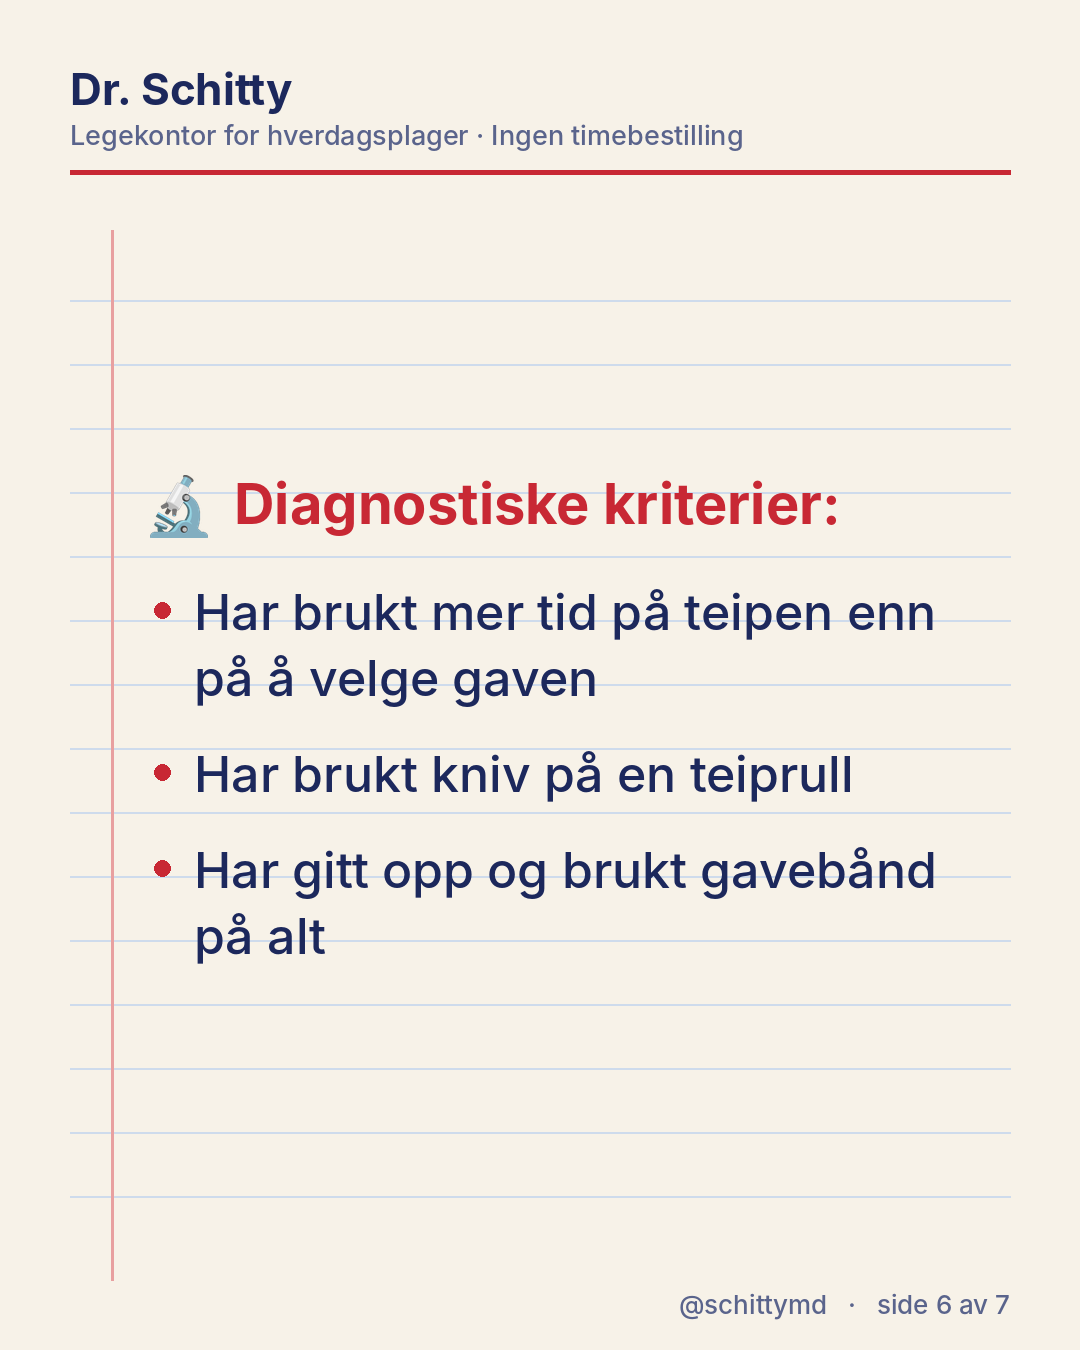 Dr. Schitty
Legekontor for hverdagsplager · Ingen timebestilling
🔬 Diagnostiske kriterier:
• Har brukt mer tid på teipen enn
på å velge gaven
• Har brukt kniv på en teiprull
• Har gitt opp og brukt gavebånd
på alt
@schittymd · side 6 av 7